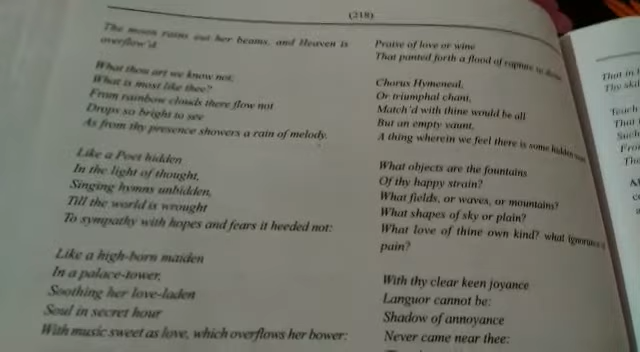 (218)
The moon rains out her beams, and Heaven is
overflow'd.
What thou art we know not;
What is most like thee?
From rainbow clouds there flow not
Drops so bright to see
As from thy presence showers a rain of melody.
Like a Poet hidden
In the light of thought,
Singing hymns unbidden,
Till the world is wrought
To sympathy with hopes and fears it heeded not:
Like a high-born maiden
In a palace-tower,
Soothing her love-laden
Soul in secret hour
With music sweet as love, which overflows her bower:
Praise of love or wine
That panted forth a flood of rapture so
Chorus Hymeneal,
Or triumphal chant,
Match'd with thine would be all
But an empty vaunt,
A thing wherein we feel there is some hidden
What objects are the fountains
Of thy happy strain?
What fields, or waves, or mountains?
What shapes of sky or plain?
What love of thine own kind? what ignorance
pain?
With thy clear keen joyance
Languor cannot be:
Shadow of annoyance
Never came near thee:
That in
Thy
Teach
That
Such
From
The